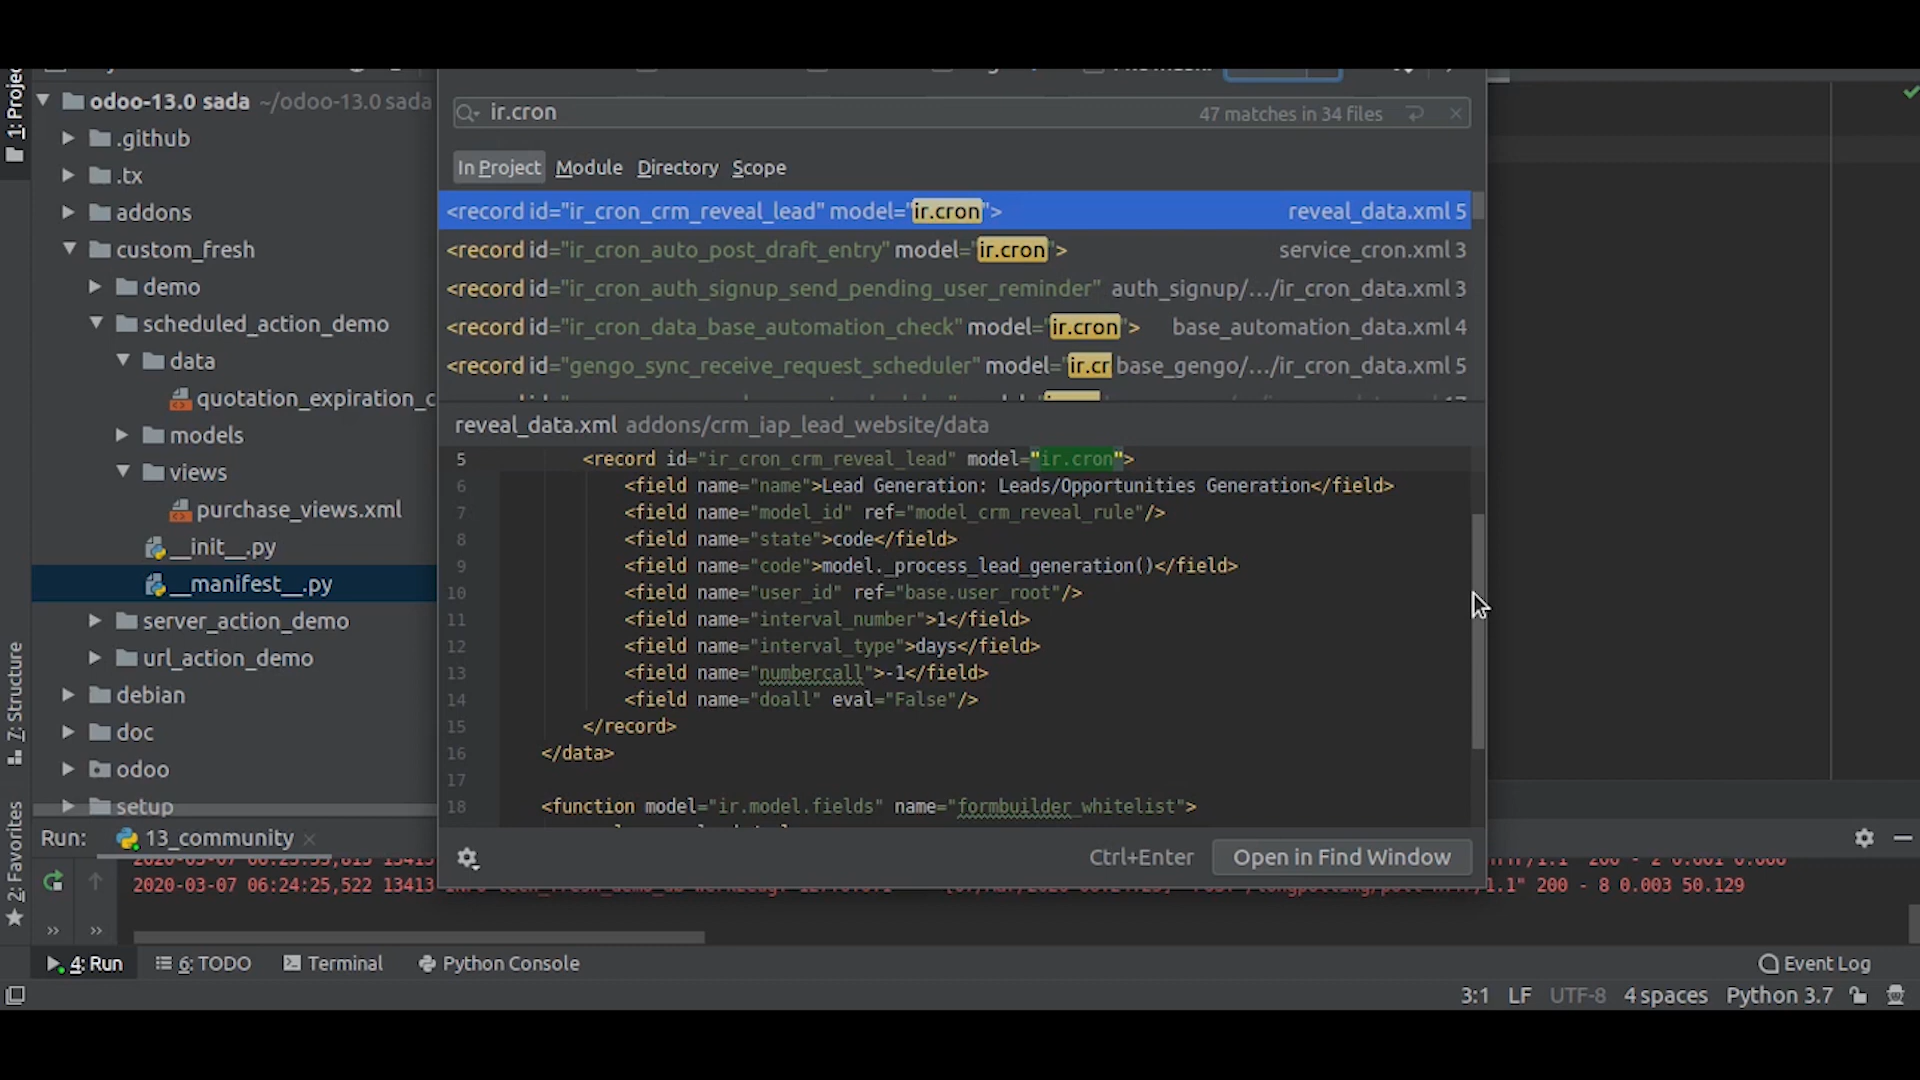 1: Project
odoo-13.0 sada ~/odoo-13.0 sada
.github
.tx
addons
custom_fresh
demo
scheduled_action_demo
data
quotation_expiration_c
models
views
purchase_views.xml
__init__.py
__manifest__.py
server_action_demo
url_action_demo
debian
doc
odoo
setup
7: Structure
2: Favorites
ir.cron
47 matches in 34 files
In Project Module Directory Scope
<record id="ir_cron_crm_reveal_lead" model="ir.cron"> reveal_data.xml 5
<record id="ir_cron_auto_post_draft_entry" model="ir.cron"> service_cron.xml 3
<record id="ir_cron_auth_signup_send_pending_user_reminder" auth_signup/…/ir_cron_data.xml 3
<record id="ir_cron_data_base_automation_check" model="ir.cron"> base_automation_data.xml 4
<record id="gengo_sync_receive_request_scheduler" model="ir.cr base_gengo/…/ir_cron_data.xml 5
reveal_data.xml addons/crm_iap_lead_website/data
5 <record id="ir_cron_crm_reveal_lead" model="ir.cron">
6 <field name="name">Lead Generation: Leads/Opportunities Generation</field>
7 <field name="model_id" ref="model_crm_reveal_rule"/>
8 <field name="state">code</field>
9 <field name="code">model._process_lead_generation()</field>
10 <field name="user_id" ref="base.user_root"/>
11 <field name="interval_number">1</field>
12 <field name="interval_type">days</field>
13 <field name="numbercall">-1</field>
14 <field name="doall" eval="False"/>
15 </record>
16 </data>
17
18 <function model="ir.model.fields" name="formbuilder_whitelist">
Ctrl+Enter Open in Find Window
Run: 13_community
2020-03-07 06:24:25,522 13413
1.1" 200 - 8 0.003 50.129
4: Run 6: TODO Terminal Python Console Event Log
3:1 LF UTF-8 4 spaces Python 3.7